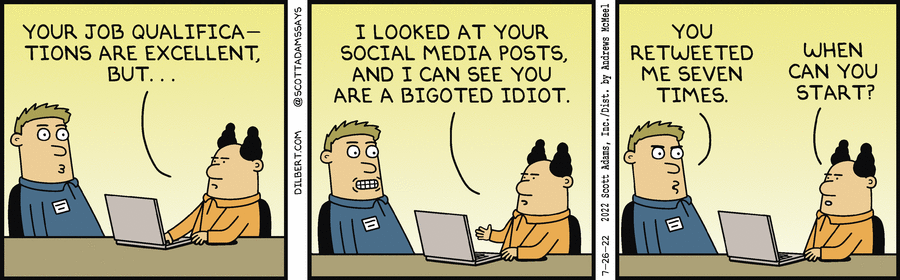 YOUR JOB QUALIFICA–
TIONS ARE EXCELLENT,
BUT...
DILBERT.COM @SCOTTADAMSSAYS
I LOOKED AT YOUR
SOCIAL MEDIA POSTS,
AND I CAN SEE YOU
ARE A BIGOTED IDIOT.
7-26-22 2022 Scott Adams, Inc./Dist. by Andrews McMeel
YOU
RETWEETED
ME SEVEN
TIMES.
WHEN
CAN YOU
START?